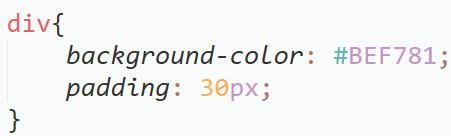 div{
    background-color: #BEF781;
    padding: 30px;
}